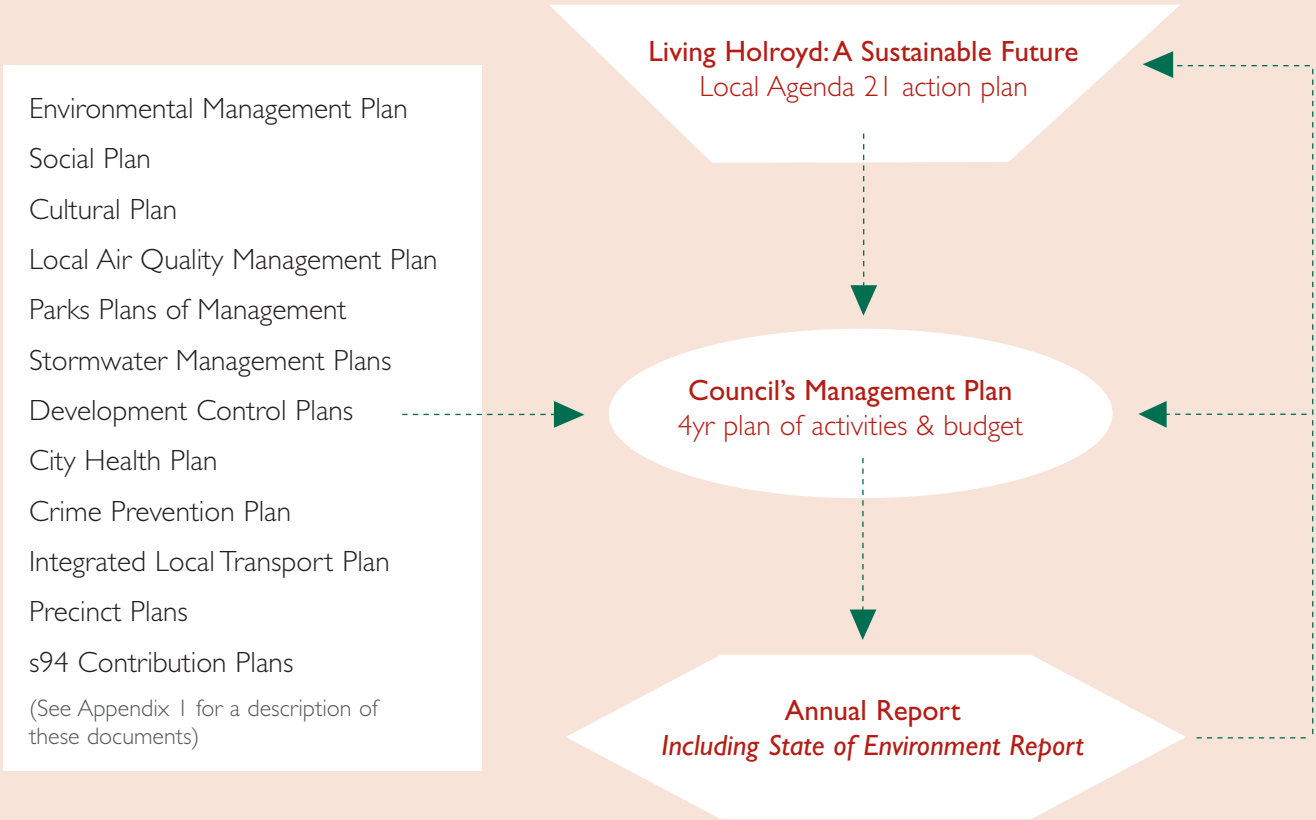 Environmental Management Plan
Social Plan
Cultural Plan
Local Air Quality Management Plan
Parks Plans of Management
Stormwater Management Plans
Development Control Plans
City Health Plan
Crime Prevention Plan
Integrated Local Transport Plan
Precinct Plans
s94 Contribution Plans
(See Appendix 1 for a description of
these documents)
Living Holroyd: A Sustainable Future
Local Agenda 21 action plan
Council's Management Plan
4yr plan of activities & budget
Annual Report
Including State of Environment Report